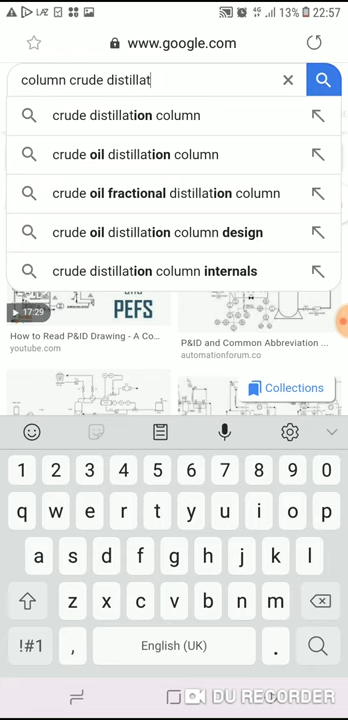 LAZ 4G 13% 22:57
www.google.com
column crude distillat
crude distillation column
crude oil distillation column
crude oil fractional distillation column
crude oil distillation column design
crude distillation column internals
17:29
PEFS
How to Read P&ID Drawing - A Co...
youtube.com
P&ID and Common Abbreviation ...
automationforum.co
Collections
1 2 3 4 5 6 7 8 9 0
q w e r t y u i o p
a s d f g h j k l
z x c v b n m
!#1 , English (UK) .
DU RECORDER